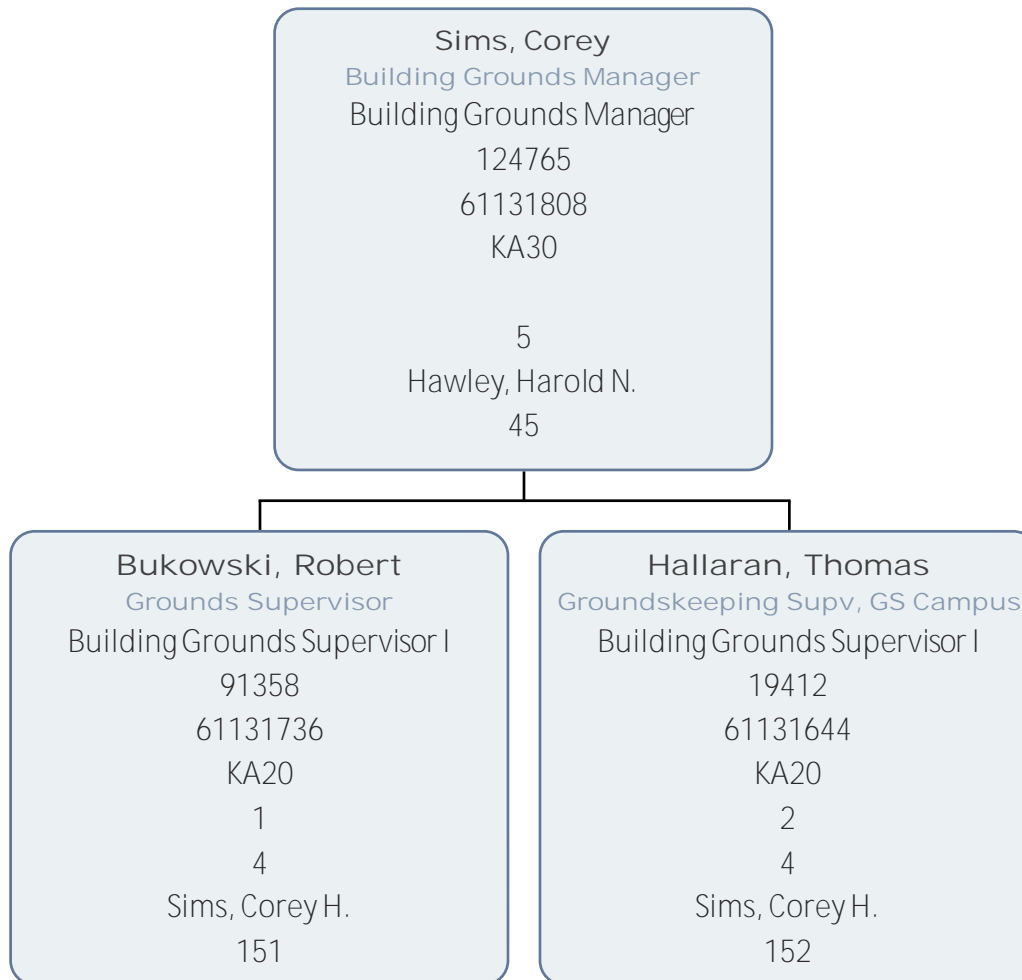 Sims, Corey
Building Grounds Manager
Building Grounds Manager
124765
61131808
KA30
5
Hawley, Harold N.
45
Bukowski, Robert
Grounds Supervisor
Building Grounds Supervisor I
91358
61131736
KA20
1
4
Sims, Corey H.
151
Hallaran, Thomas
Groundskeeping Supv, GS Campus
Building Grounds Supervisor I
19412
61131644
KA20
2
4
Sims, Corey H.
152